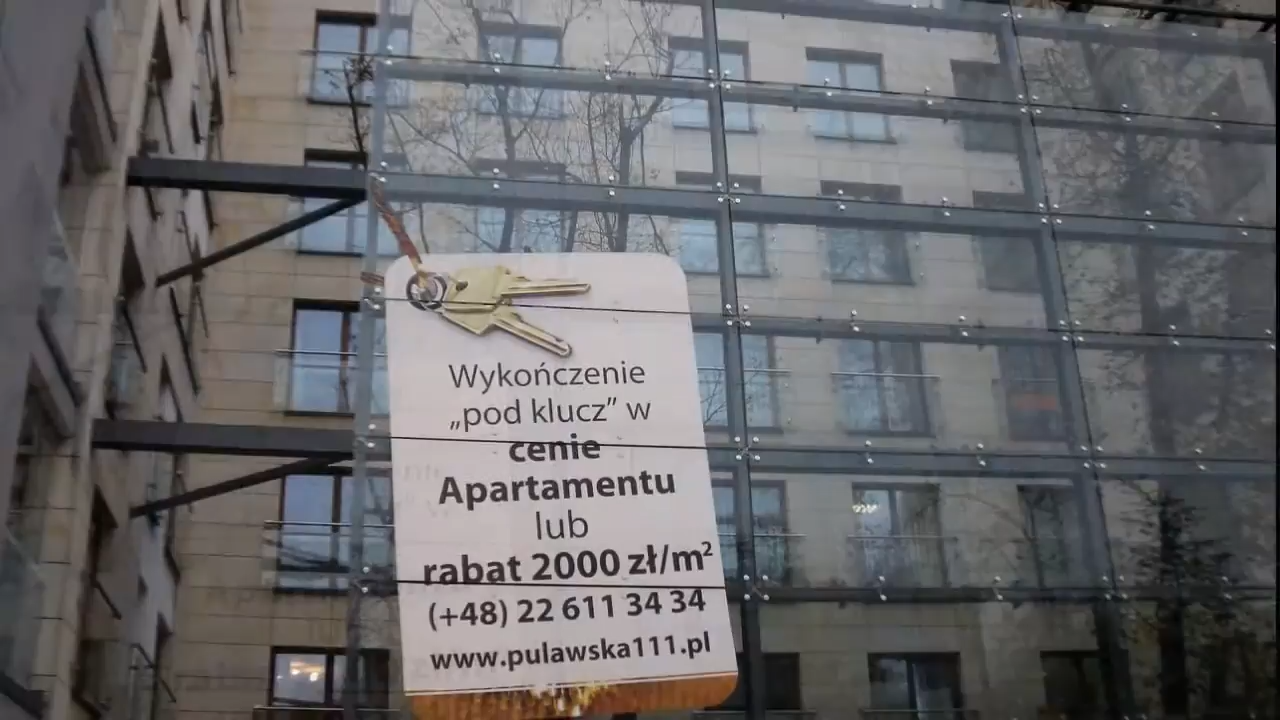 Wykończenie
„pod klucz” w
cenie
Apartamentu
lub
rabat 2000 zł/m²
(+48) 22 611 34 34
www.pulawska111.pl